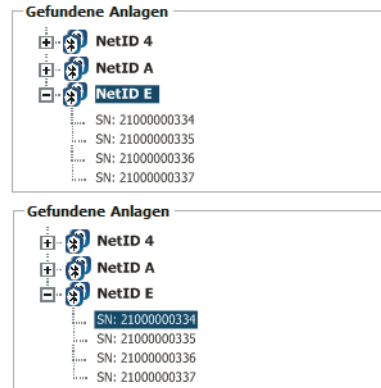 Gefundene Anlagen
NetID 4
NetID A
NetID E
SN: 21000000334
SN: 21000000335
SN: 21000000336
SN: 21000000337
Gefundene Anlagen
NetID 4
NetID A
NetID E
SN: 21000000334
SN: 21000000335
SN: 21000000336
SN: 21000000337